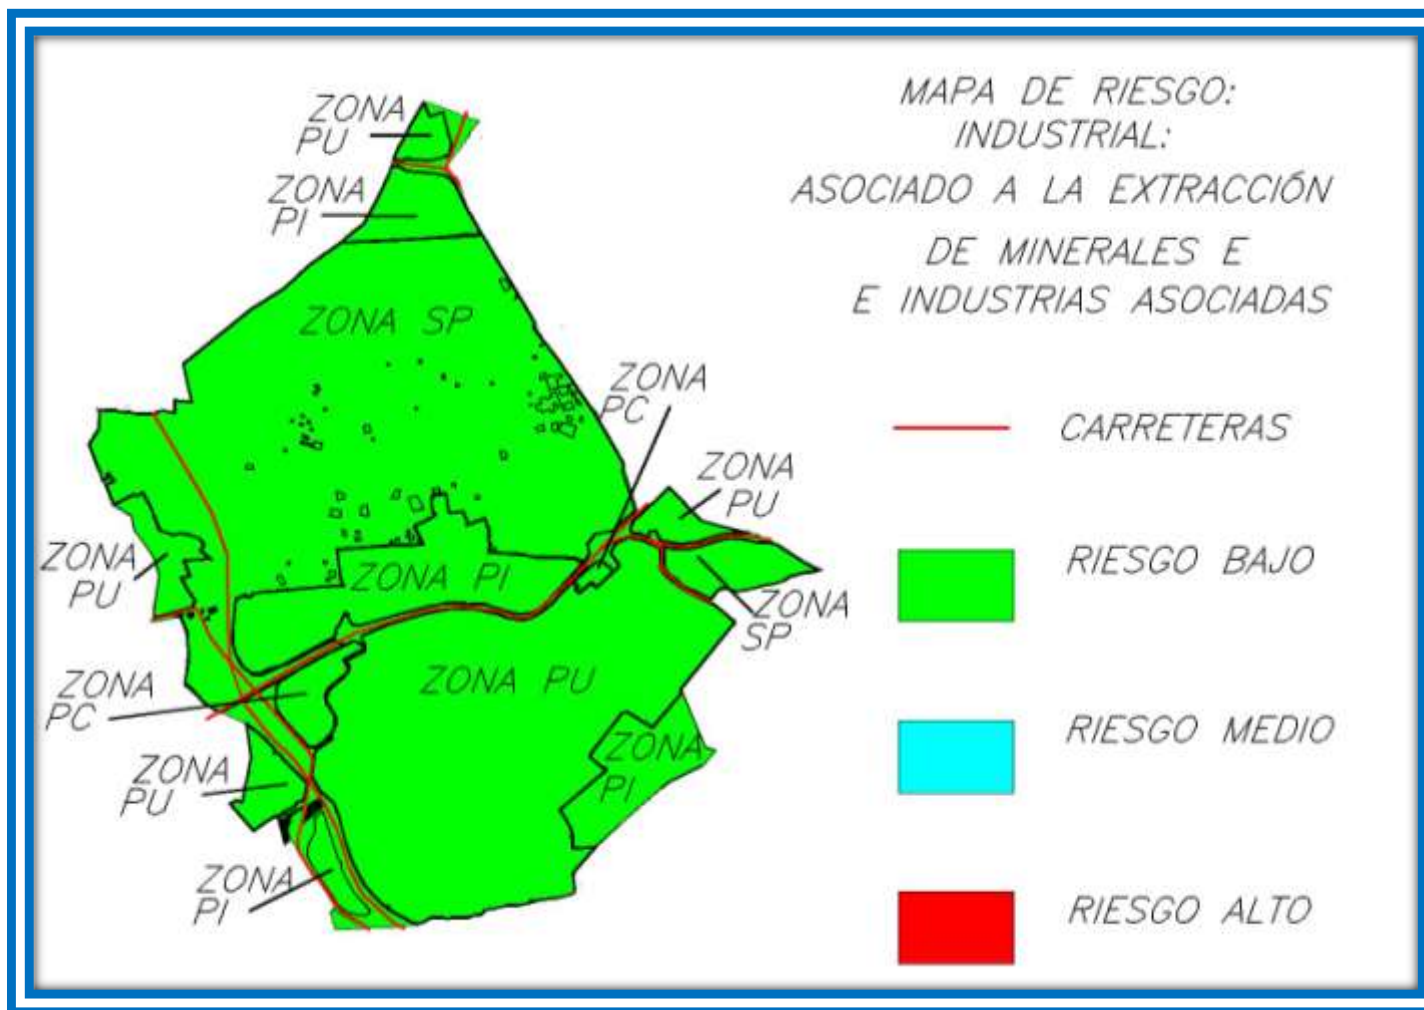 MAPA DE RIESGO:
INDUSTRIAL:
ASOCIADO A LA EXTRACCIÓN
DE MINERALES E
E INDUSTRIAS ASOCIADAS
ZONA
PU
ZONA
PI
ZONA SP
ZONA
PC
CARRETERAS
ZONA
PU
ZONA
PU
ZONA PI
RIESGO BAJO
ZONA
SP
ZONA
PC
ZONA PU
RIESGO MEDIO
ZONA
PI
ZONA
PU
ZONA
PI
RIESGO ALTO